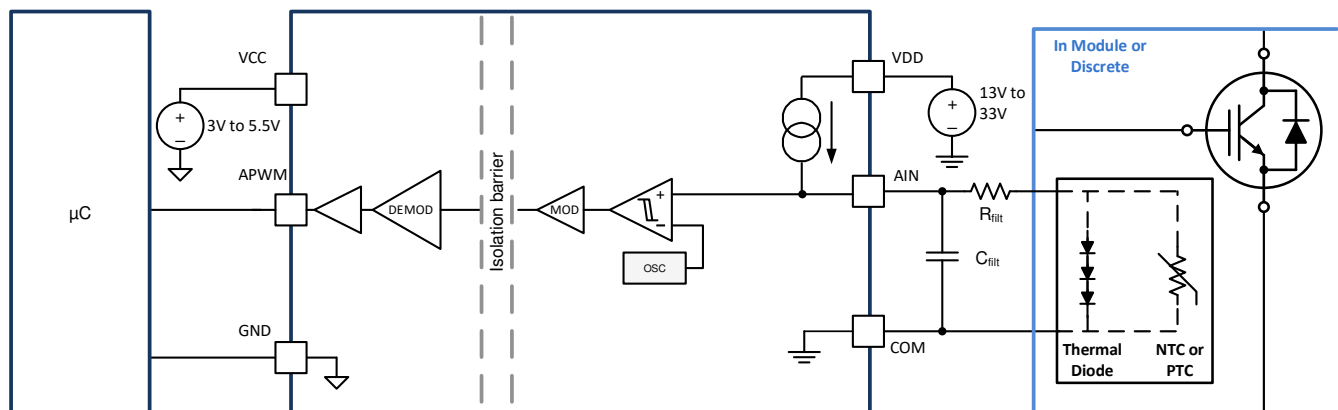 µC
VCC
+
−
3V to 5.5V
APWM
GND
DEMOD
Isolation barrier
MOD
+
−
OSC
VDD
+
−
13V to
33V
AIN
COM
Rfilt
Cfilt
In Module or
Discrete
Thermal
Diode
NTC or
PTC